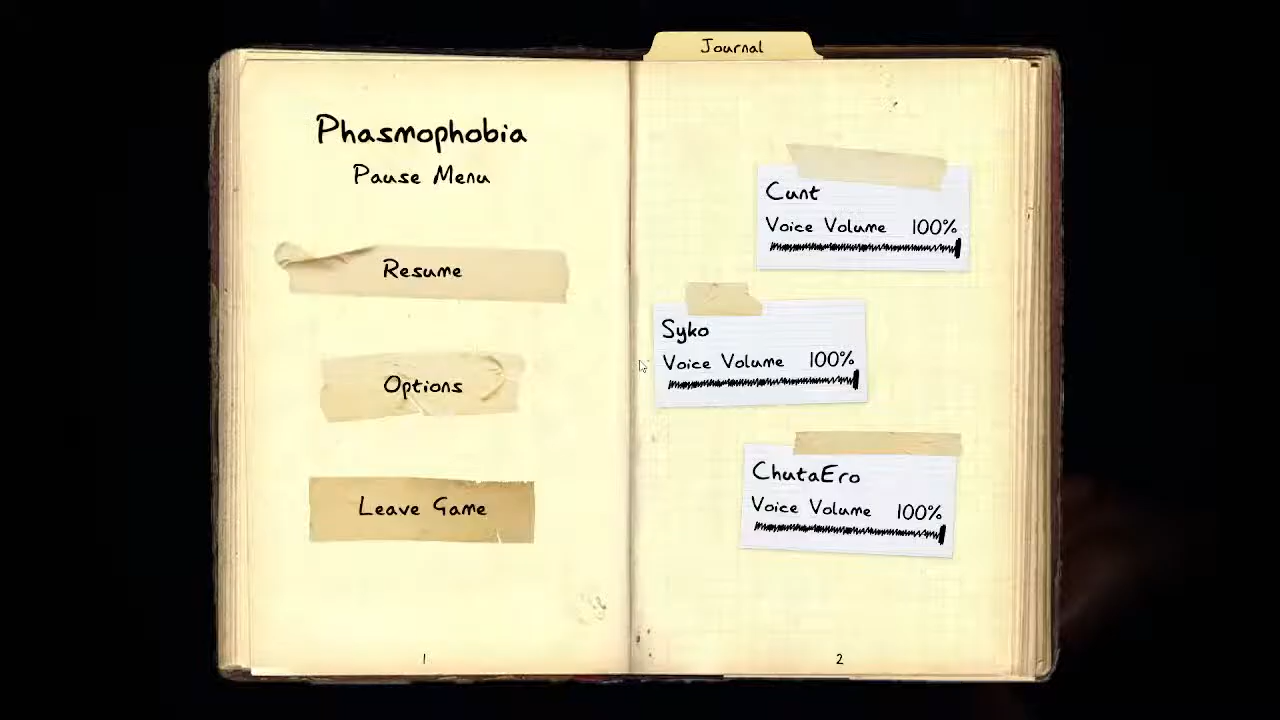 Journal
Phasmophobia
Pause Menu
Resume
Options
Leave Game
1
Cunt
Voice Volume 100%
Syko
Voice Volume 100%
ChutaEro
Voice Volume 100%
2